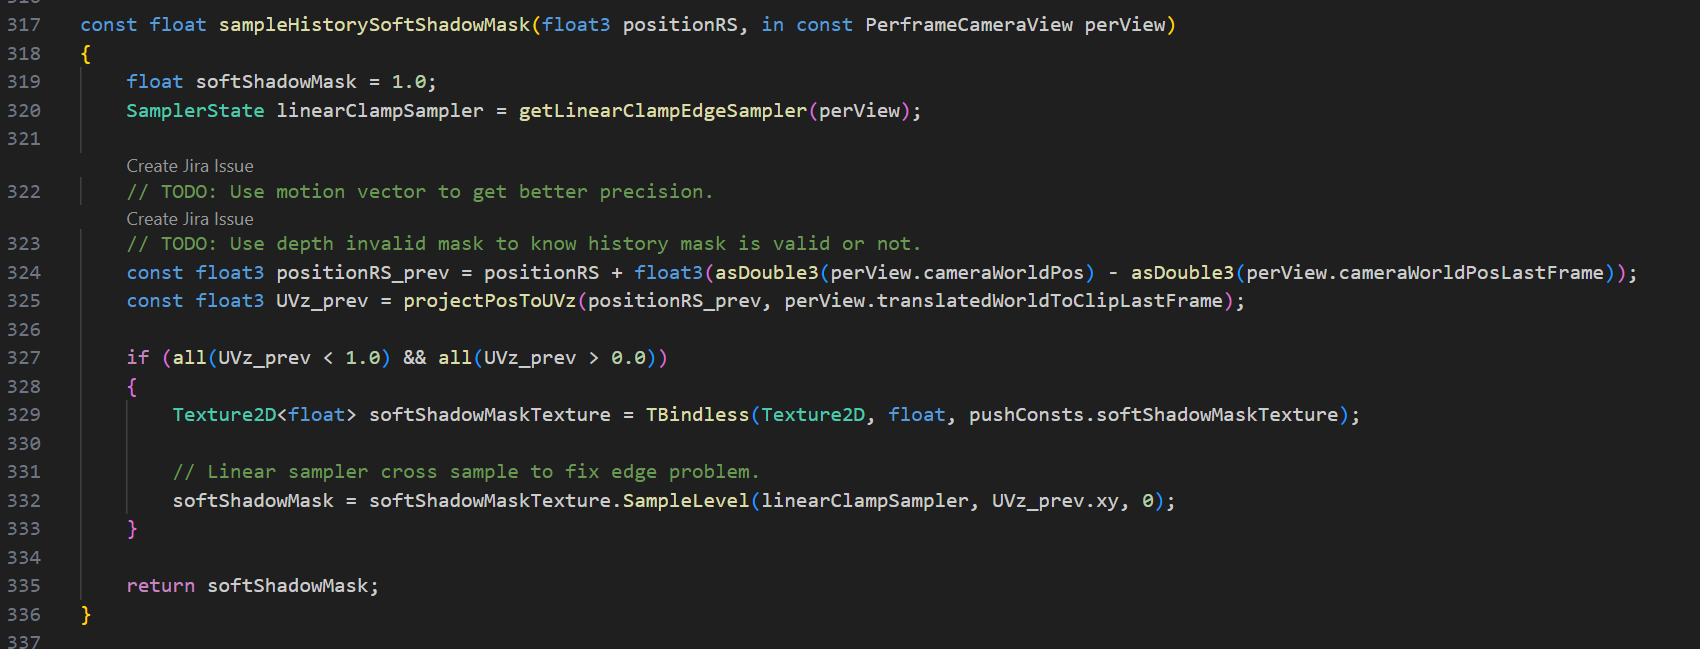 317 const float sampleHistorySoftShadowMask(float3 positionRS, in const PerframeCameraView perView)
318 {
319 float softShadowMask = 1.0;
320 SamplerState linearClampSampler = getLinearClampEdgeSampler(perView);
321
Create Jira Issue
322 // TODO: Use motion vector to get better precision.
Create Jira Issue
323 // TODO: Use depth invalid mask to know history mask is valid or not.
324 const float3 positionRS_prev = positionRS + float3(asDouble3(perView.cameraWorldPos) - asDouble3(perView.cameraWorldPosLastFrame));
325 const float3 UVz_prev = projectPosToUVz(positionRS_prev, perView.translatedWorldToClipLastFrame);
326
327 if (all(UVz_prev < 1.0) && all(UVz_prev > 0.0))
328 {
329 Texture2D<float> softShadowMaskTexture = TBindless(Texture2D, float, pushConsts.softShadowMaskTexture);
330
331 // Linear sampler cross sample to fix edge problem.
332 softShadowMask = softShadowMaskTexture.SampleLevel(linearClampSampler, UVz_prev.xy, 0);
333 }
334
335 return softShadowMask;
336 }
337